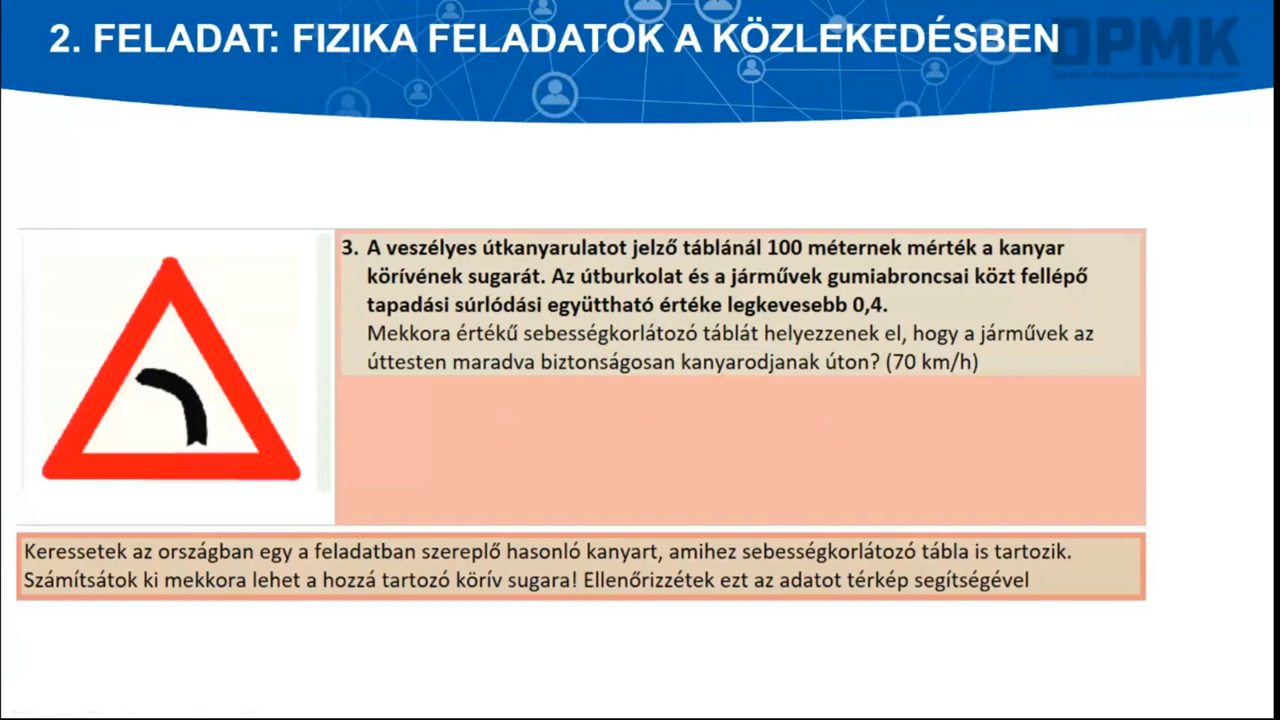 2. FELADAT: FIZIKA FELADATOK A KÖZLEKEDÉSBEN
DPMK
3. A veszélyes útkanyarulatot jelző táblánál 100 méternek mérték a kanyar
körívének sugarát. Az útburkolat és a járművek gumiabroncsai közt fellépő
tapadási súrlódási együttható értéke legkevesebb 0,4.
Mekkora értékű sebességkorlátozó táblát helyezzenek el, hogy a járművek az
úttesten maradva biztonságosan kanyarodjanak úton? (70 km/h)
Keressetek az országban egy a feladatban szereplő hasonló kanyart, amihez sebességkorlátozó tábla is tartozik.
Számítsátok ki mekkora lehet a hozzá tartozó körív sugara! Ellenőrizzétek ezt az adatot térkép segítségével